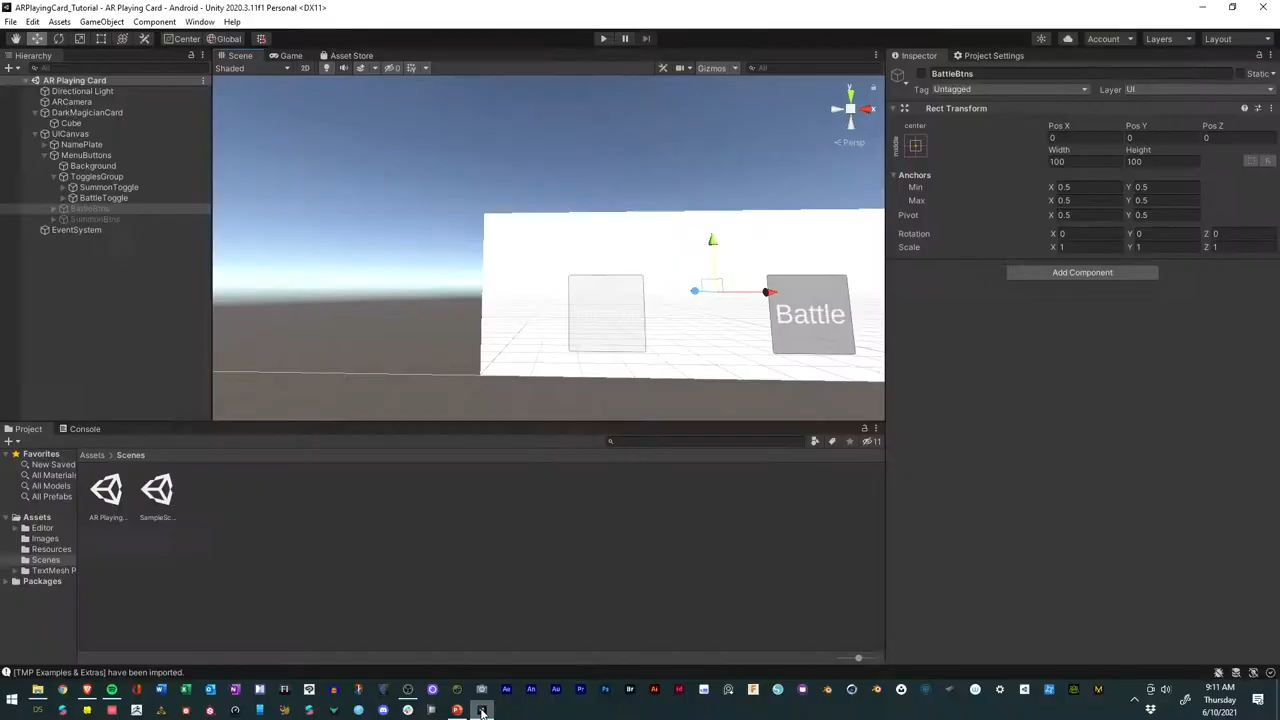 ARPlayingCard_Tutorial - AR Playing Card - Android - Unity 2020.3.11f1 Personal <DX11>
File Edit Assets GameObject Component Window Help
Center Global Account Layers Layout
Hierarchy Scene Game Asset Store Inspector Project Settings
All Shaded 2D 0 Gizmos All BattleBtns Static
AR Playing Card
Directional Light
ARCamera
DarkMagicianCard
Cube
UICanvas
NamePlate
MenuButtons
Background
TogglesGroup
SummonToggle
BattleToggle
BattleBtns
SummonBtns
EventSystem
y
x
Persp
Battle
Tag Untagged Layer UI
Rect Transform
center Pos X Pos Y Pos Z
middle 0 0 0
Width Height
100 100 R
Anchors
Min X 0.5 Y 0.5
Max X 0.5 Y 0.5
Pivot X 0.5 Y 0.5
Rotation X 0 Y 0 Z 0
Scale X 1 Y 1 Z 1
Add Component
Project Console
11
Favorites Assets Scenes
New Saved
All Materials
All Models
All Prefabs
AR Playing... SampleSc...
Assets
Editor
Images
Resources
Scenes
TextMesh P
Packages
[TMP Examples & Extras] have been imported.
9:11 AM
Thursday
6/10/2021